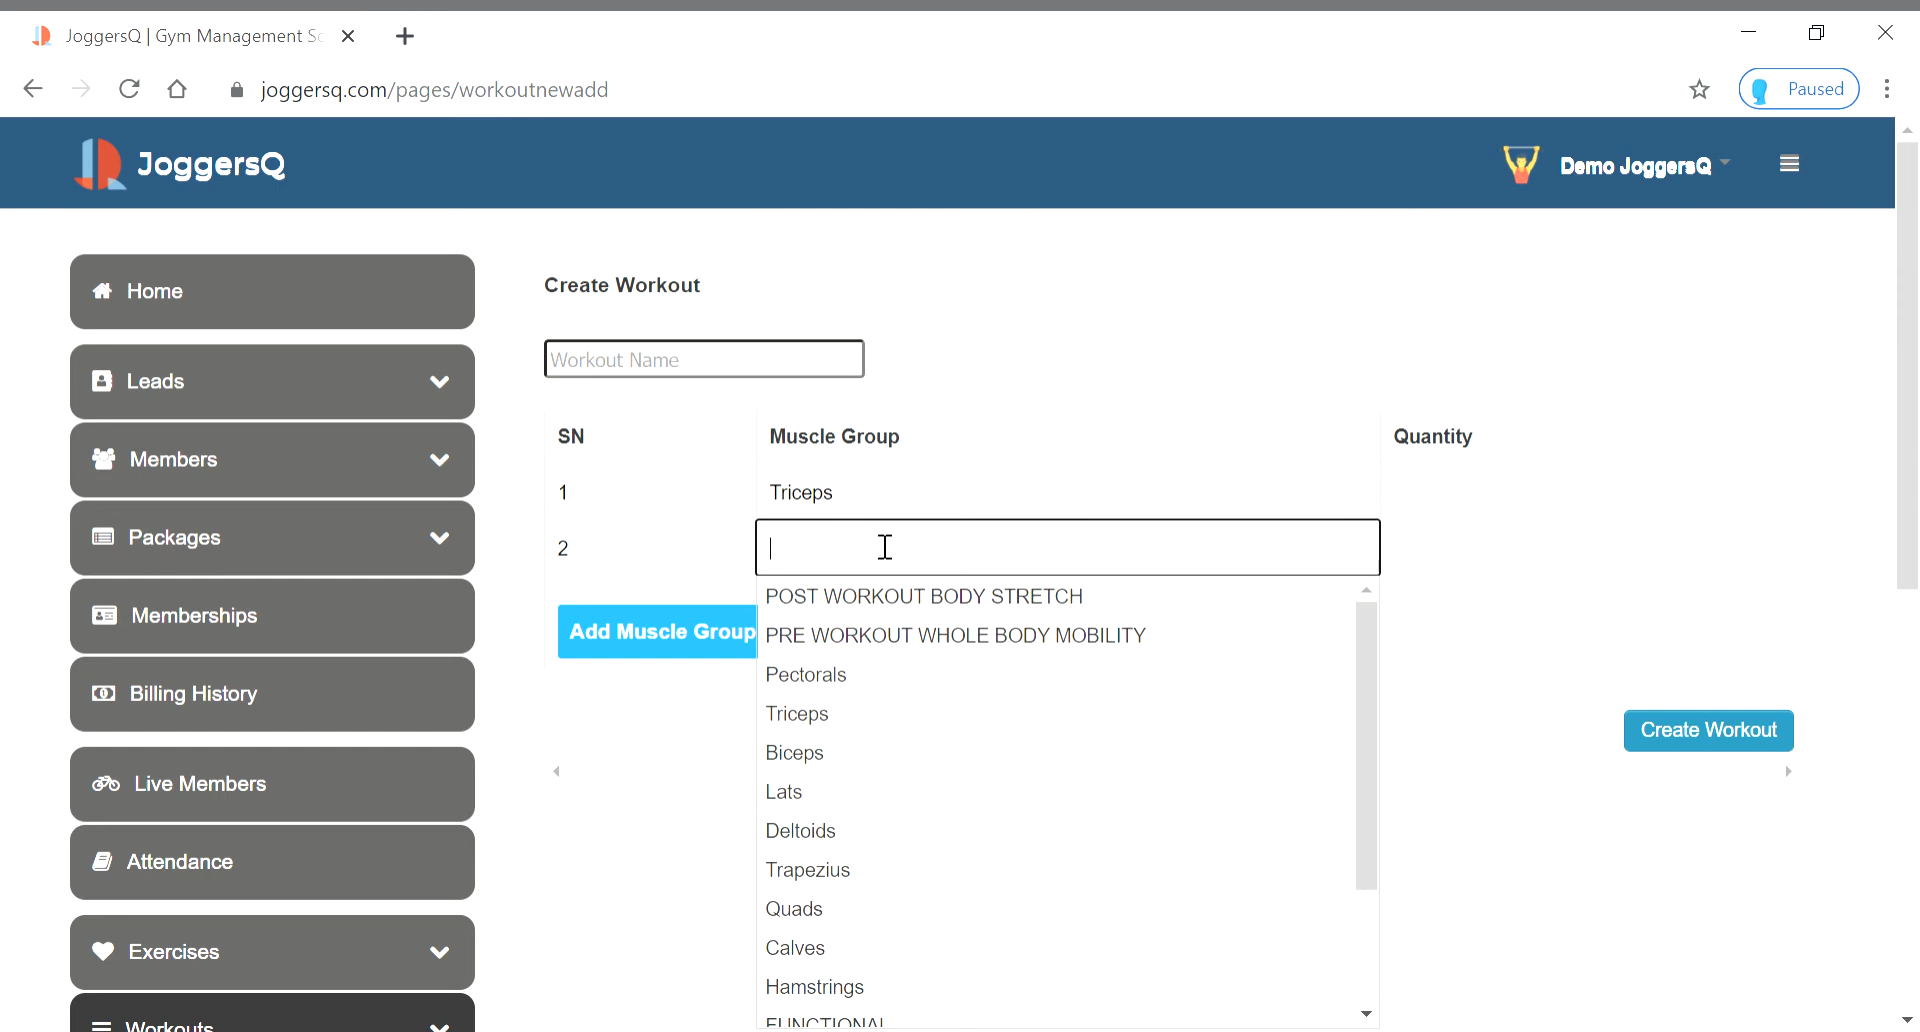 JoggersQ | Gym Management So
joggersq.com/pages/workoutnewadd
Paused
JoggersQ
Demo JoggersQ
Home
Leads
Members
Packages
Memberships
Billing History
Live Members
Attendance
Exercises
Workouts
Create Workout
Workout Name
SN Muscle Group Quantity
1 Triceps
2
Add Muscle Group
POST WORKOUT BODY STRETCH
PRE WORKOUT WHOLE BODY MOBILITY
Pectorals
Triceps
Biceps
Lats
Deltoids
Trapezius
Quads
Calves
Hamstrings
FUNCTIONAL
Create Workout